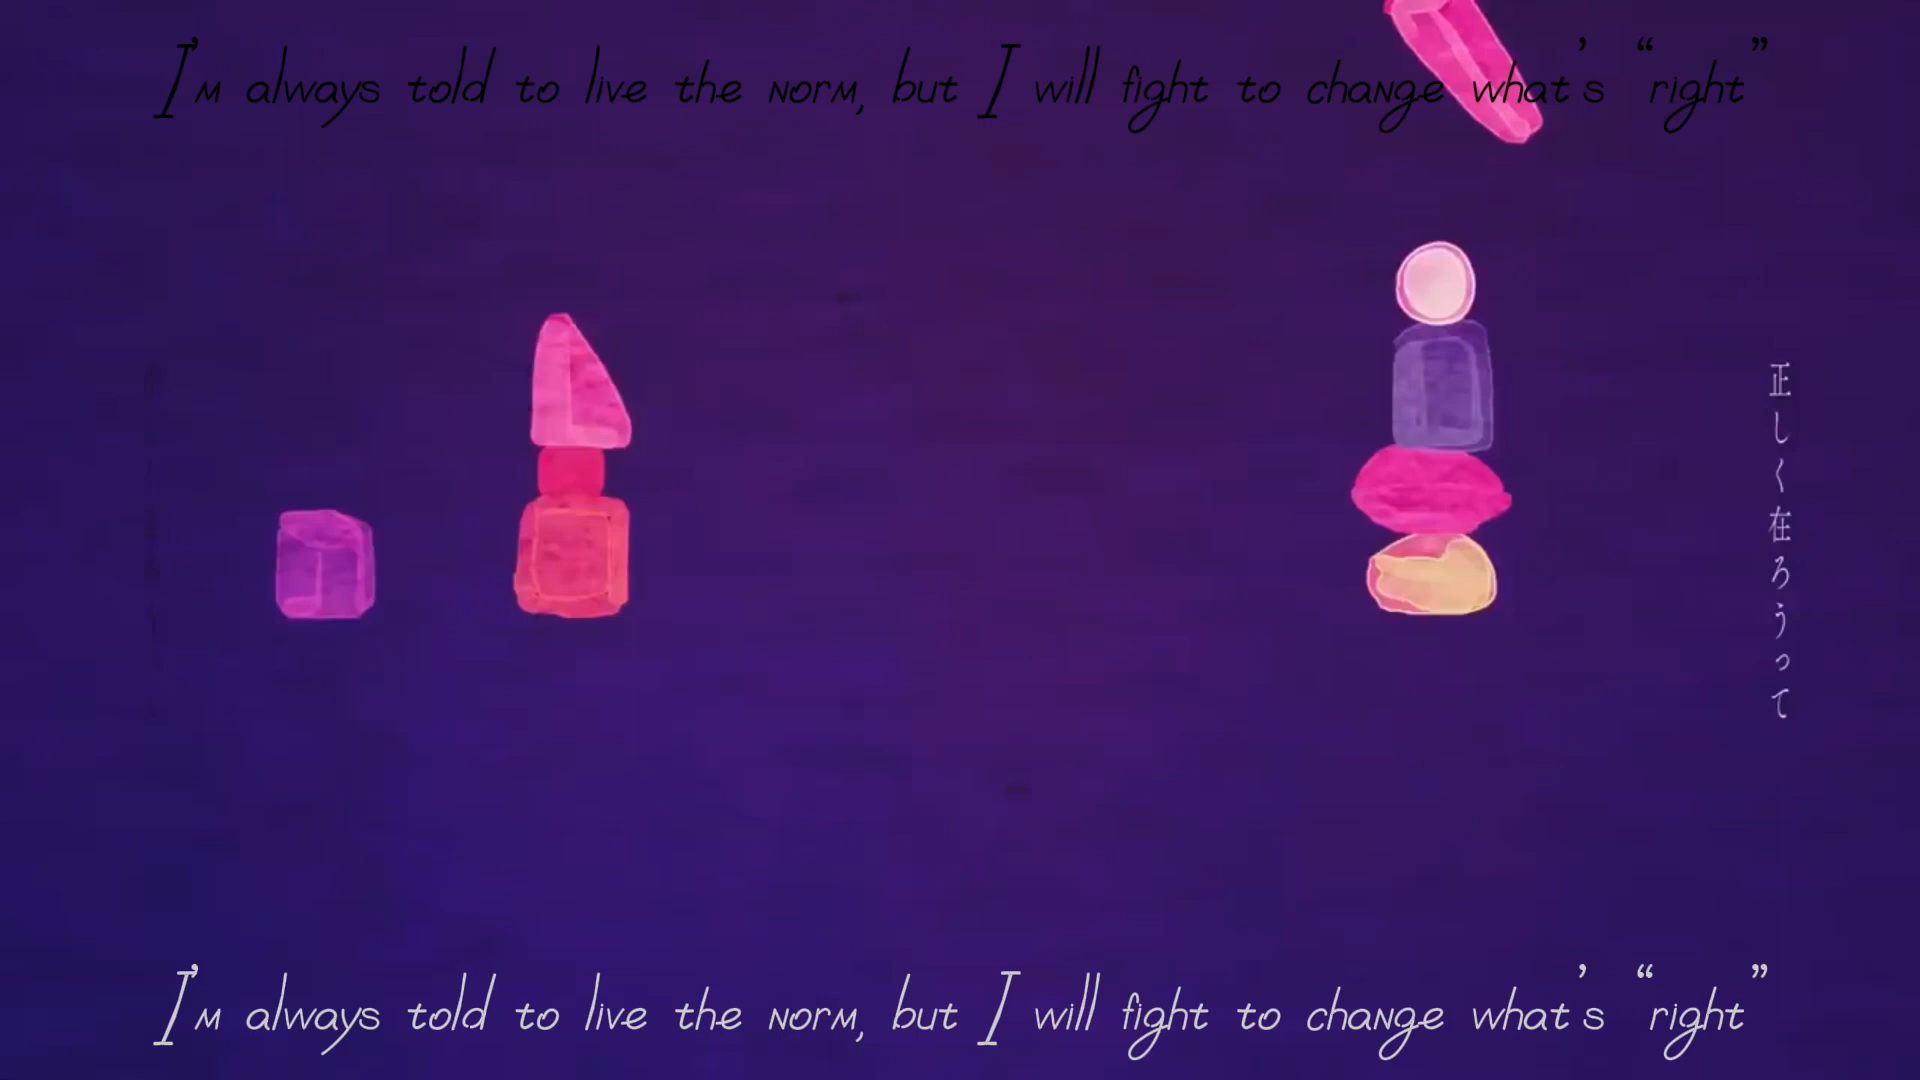 I'm always told to live the norm, but I will fight to change what's “right”
正しく在ろうって
I'm always told to live the norm, but I will fight to change what's “right”